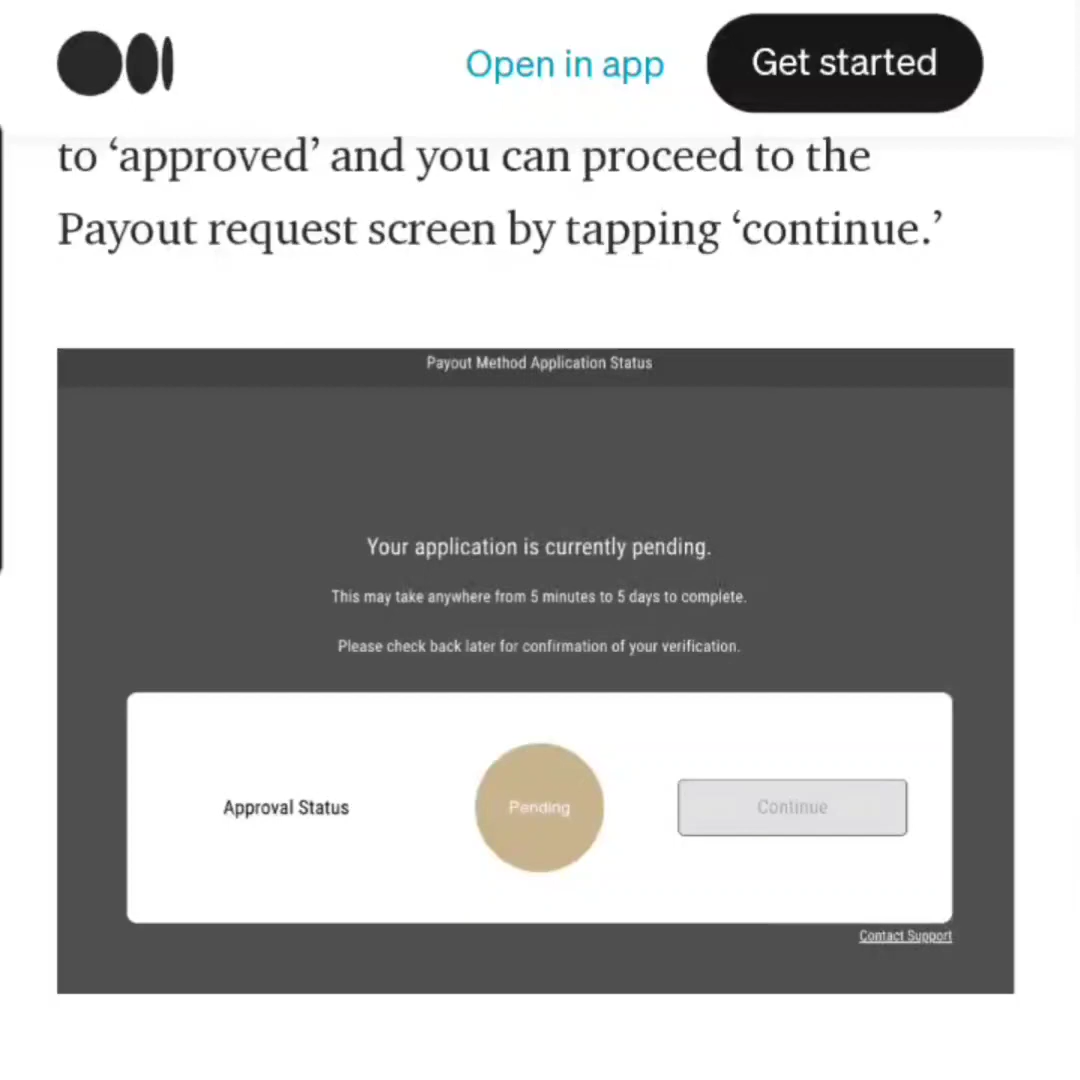 Open in app
Get started
to ‘approved’ and you can proceed to the
Payout request screen by tapping ‘continue.’
Payout Method Application Status
Your application is currently pending.
This may take anywhere from 5 minutes to 5 days to complete.
Please check back later for confirmation of your verification.
Approval Status
Pending
Continue
Contact Support